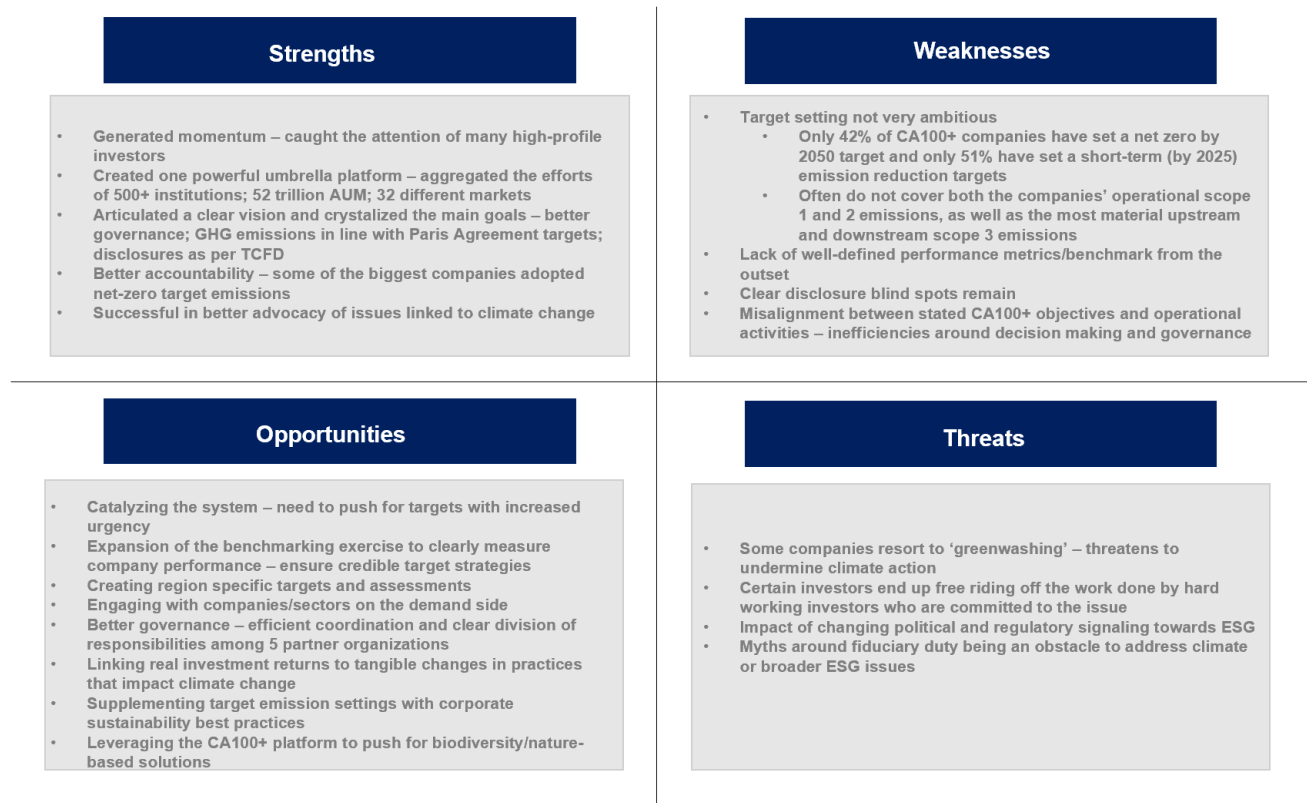 Strengths
• Generated momentum – caught the attention of many high-profile
investors
• Created one powerful umbrella platform – aggregated the efforts
of 500+ institutions; 52 trillion AUM; 32 different markets
• Articulated a clear vision and crystalized the main goals – better
governance; GHG emissions in line with Paris Agreement targets;
disclosures as per TCFD
• Better accountability – some of the biggest companies adopted
net-zero target emissions
• Successful in better advocacy of issues linked to climate change
Weaknesses
• Target setting not very ambitious
• Only 42% of CA100+ companies have set a net zero by
2050 target and only 51% have set a short-term (by 2025)
emission reduction targets
• Often do not cover both the companies’ operational scope
1 and 2 emissions, as well as the most material upstream
and downstream scope 3 emissions
• Lack of well-defined performance metrics/benchmark from the
outset
• Clear disclosure blind spots remain
• Misalignment between stated CA100+ objectives and operational
activities – inefficiencies around decision making and governance
Opportunities
• Catalyzing the system – need to push for targets with increased
urgency
• Expansion of the benchmarking exercise to clearly measure
company performance – ensure credible target strategies
• Creating region specific targets and assessments
• Engaging with companies/sectors on the demand side
• Better governance – efficient coordination and clear division of
responsibilities among 5 partner organizations
• Linking real investment returns to tangible changes in practices
that impact climate change
• Supplementing target emission settings with corporate
sustainability best practices
• Leveraging the CA100+ platform to push for biodiversity/nature-
based solutions
Threats
• Some companies resort to ‘greenwashing’ – threatens to
undermine climate action
• Certain investors end up free riding off the work done by hard
working investors who are committed to the issue
• Impact of changing political and regulatory signaling towards ESG
• Myths around fiduciary duty being an obstacle to address climate
or broader ESG issues